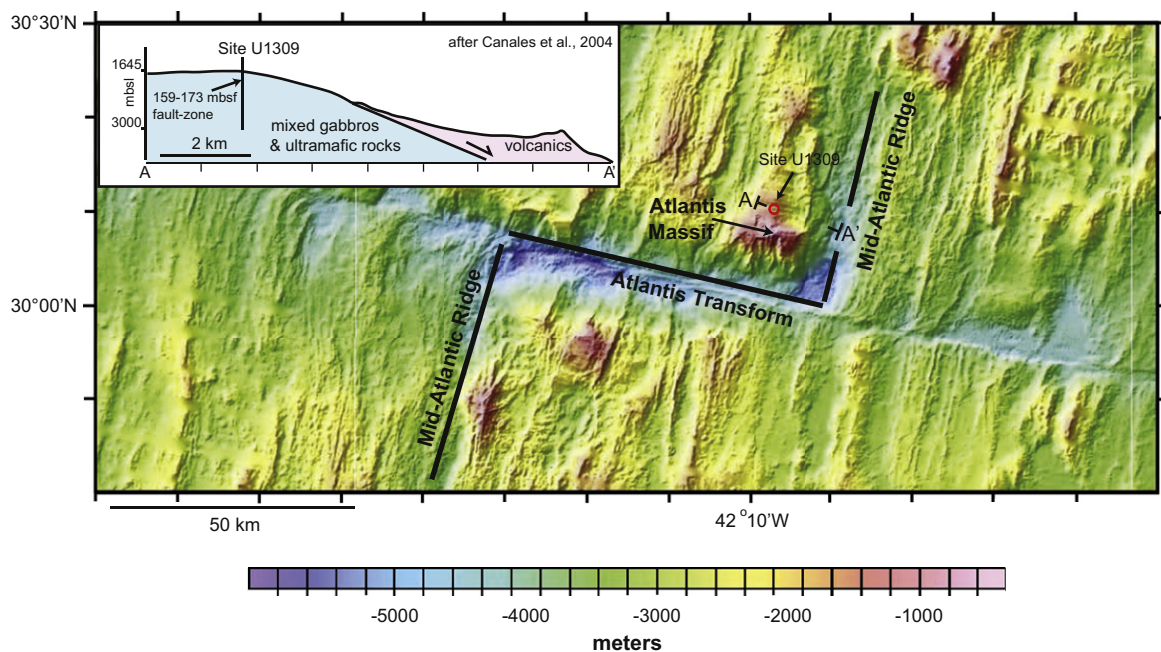 30°30'N
after Canales et al., 2004
Site U1309
1645
mbsl
3000
159-173 mbsf
fault-zone
mixed gabbros
& ultramafic rocks
volcanics
2 km
A
A'
Site U1309
A
Atlantis
Massif
A'
Mid-Atlantic Ridge
Atlantis Transform
Mid-Atlantic Ridge
30°00'N
50 km
42 °10'W
-5000
-4000
-3000
-2000
-1000
meters